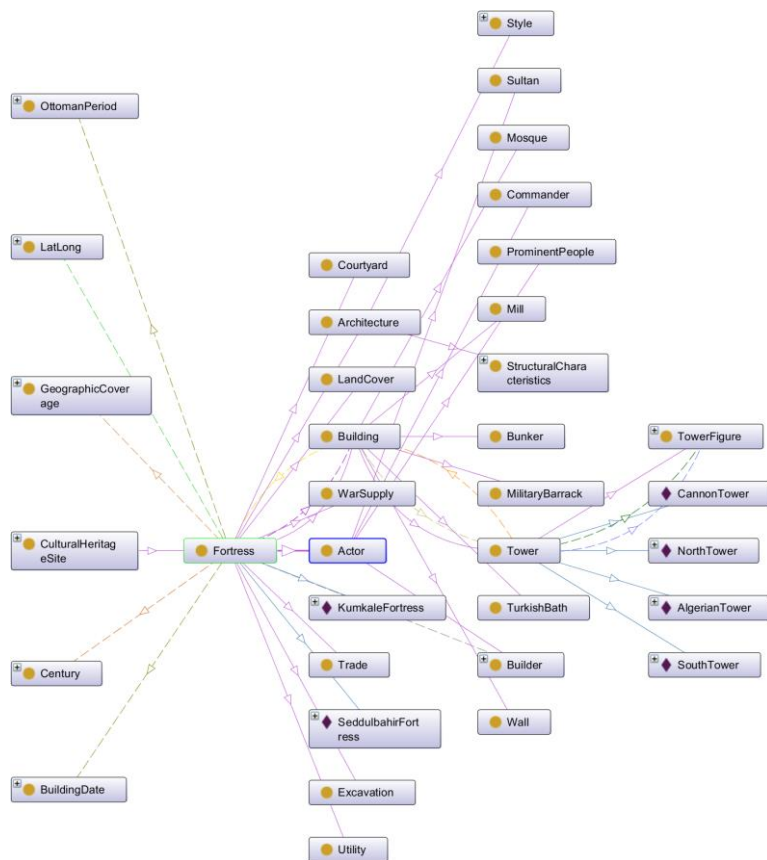 Style
OttomanPeriod
Sultan
Mosque
Commander
LatLong
ProminentPeople
Courtyard
Mill
Architecture
StructuralChara
cteristics
GeographicCover
age
LandCover
Building
Bunker
TowerFigure
WarSupply
MilitaryBarrack
CannonTower
CulturalHeritag
eSite
Fortress
Actor
Tower
NorthTower
KumkaleFortress
TurkishBath
AlgerianTower
Century
Trade
Builder
SouthTower
SeddulbahirFort
ress
Wall
BuildingDate
Excavation
Utility